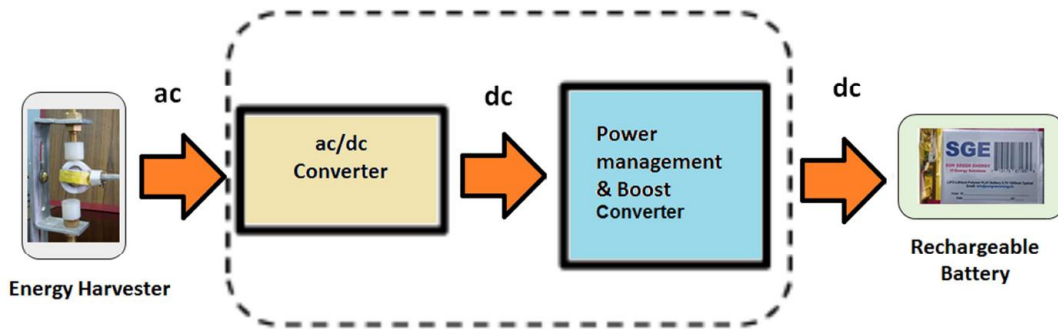 ac
dc
dc
ac/dc
Converter
Power
management
& Boost
Converter
SGE
Energy Harvester
Rechargeable
Battery